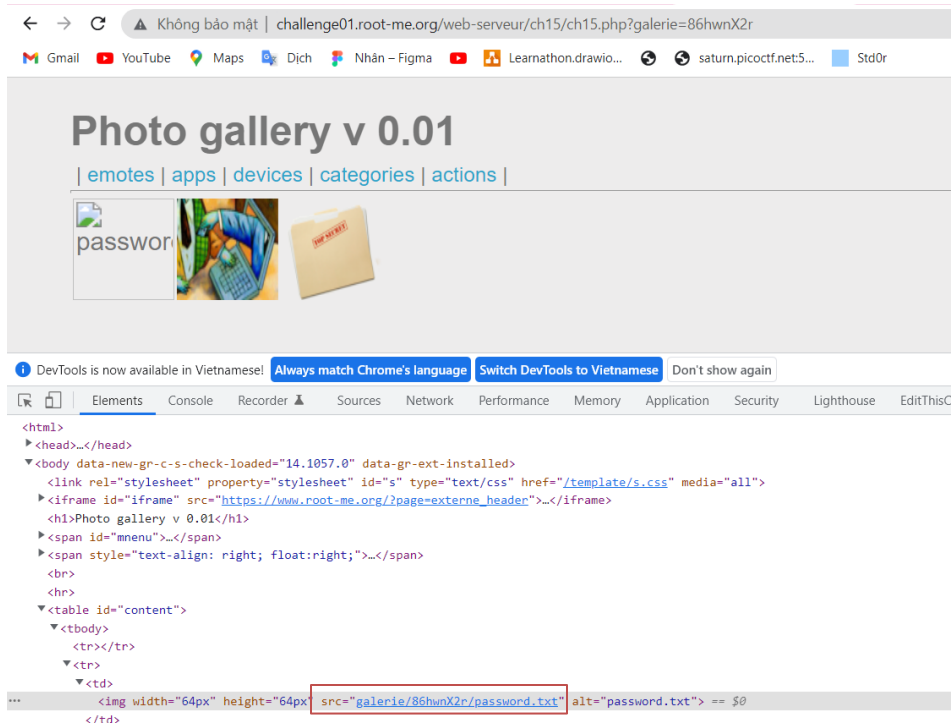 Không bảo mật | challenge01.root-me.org/web-serveur/ch15/ch15.php?galerie=86hwnX2r
Gmail YouTube Maps Dịch Nhân – Figma Learnathon.drawio... saturn.picoctf.net:5... Std0r
Photo gallery v 0.01
| emotes | apps | devices | categories | actions |
TOP SECRET
password
DevTools is now available in Vietnamese! Always match Chrome's language Switch DevTools to Vietnamese Don't show again
Elements Console Recorder Sources Network Performance Memory Application Security Lighthouse EditThisC
<html>
<head>…</head>
<body data-new-gr-c-s-check-loaded="14.1057.0" data-gr-ext-installed>
<link rel="stylesheet" property="stylesheet" id="s" type="text/css" href="/template/s.css" media="all">
<iframe id="iframe" src="https://www.root-me.org/?page=externe_header">…</iframe>
<h1>Photo gallery v 0.01</h1>
<span id="mnenu">…</span>
<span style="text-align: right; float:right;">…</span>
<br>
<hr>
<table id="content">
<tbody>
<tr></tr>
<tr>
<td>
... <img width="64px" height="64px" src="galerie/86hwnX2r/password.txt" alt="password.txt"> == $0
</td>